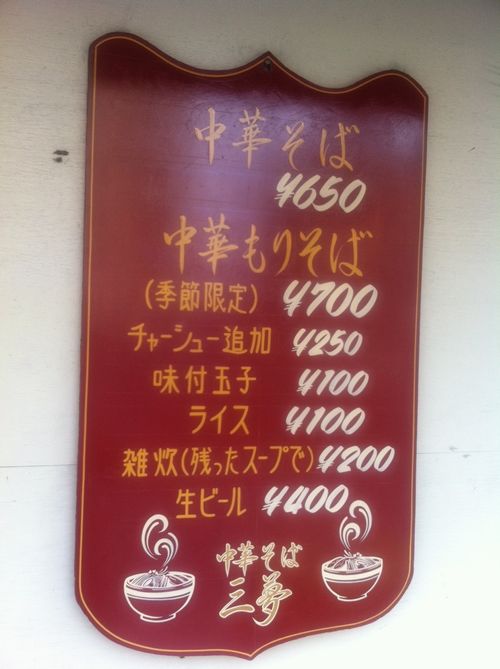 中華そば
¥650
中華もりそば
(季節限定) ¥700
チャーシュー追加 ¥250
味付玉子 ¥100
ライス ¥100
雑炊(残ったスープで) ¥200
生ビール ¥400
中華そば
三夢